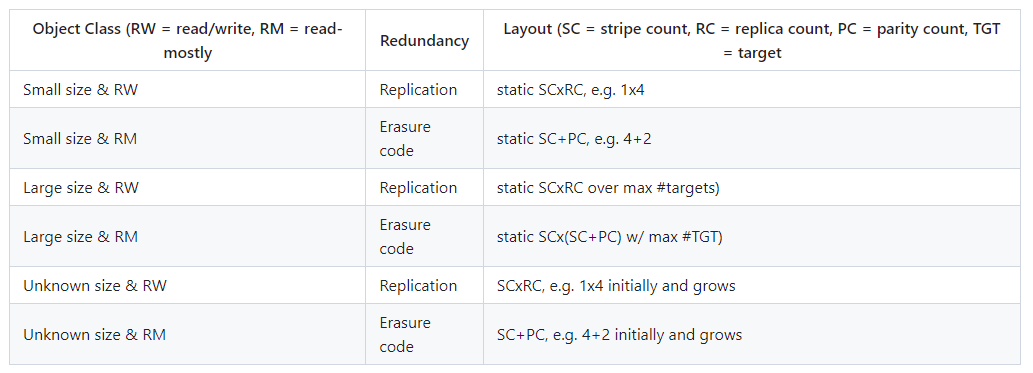 Object Class (RW = read/write, RM = read-
mostly
Redundancy
Layout (SC = stripe count, RC = replica count, PC = parity count, TGT
= target
Small size & RW
Replication
static SCxRC, e.g. 1x4
Small size & RM
Erasure
code
static SC+PC, e.g. 4+2
Large size & RW
Replication
static SCxRC over max #targets)
Large size & RM
Erasure
code
static SCx(SC+PC) w/ max #TGT)
Unknown size & RW
Replication
SCxRC, e.g. 1x4 initially and grows
Unknown size & RM
Erasure
code
SC+PC, e.g. 4+2 initially and grows